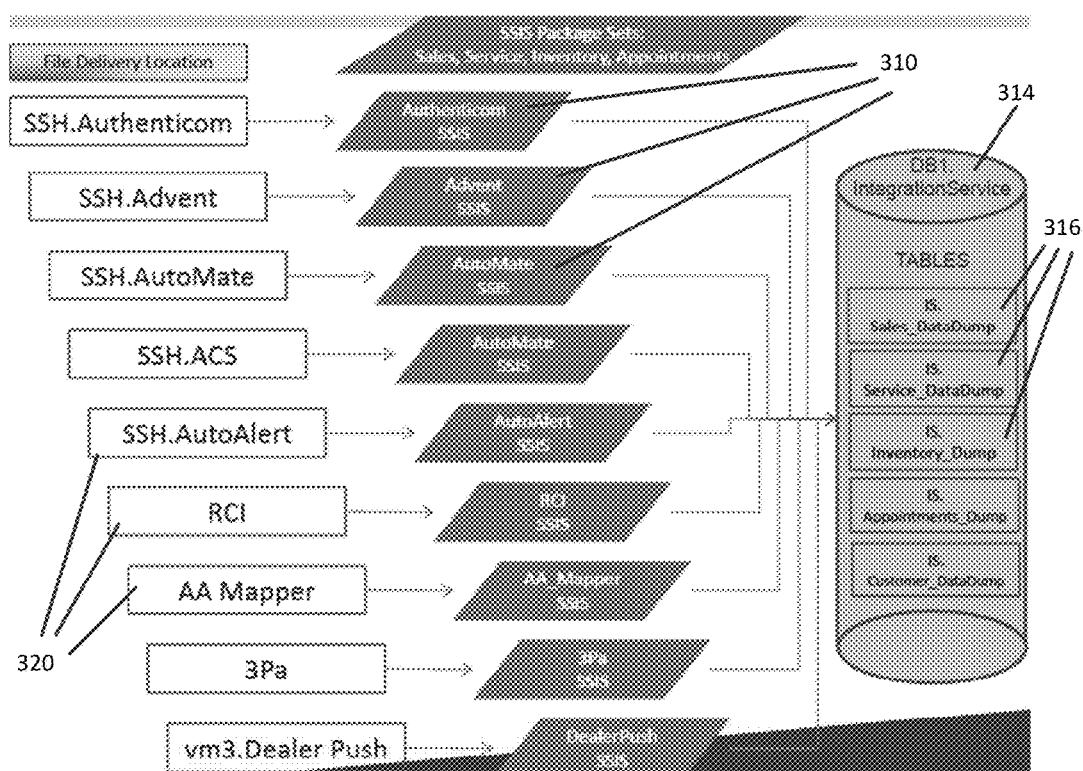 SSIS Package Sets
Sales, Service, Inventory, Appointments
File Delivery Location
310
SSH.Authenticom
Authenticom
SSIS
314
SSH.Advent
Advent
SSIS
DB1.
IntegrationService
316
SSH.AutoMate
AutoMate
SSIS
TABLES
IS.
Sales_DataDump
SSH.ACS
AutoMate
SSIS
IS.
Service_DataDump
SSH.AutoAlert
SSIS
IS.
Inventory_Dump
RCI
RCI
SSIS
IS.
Appointments_Dump
AA Mapper
AA Mapper
SSIS
IS.
Customer_DataDump
320
3Pa
3Pa
SSIS
vm3.Dealer Push
DealerPush
SSIS